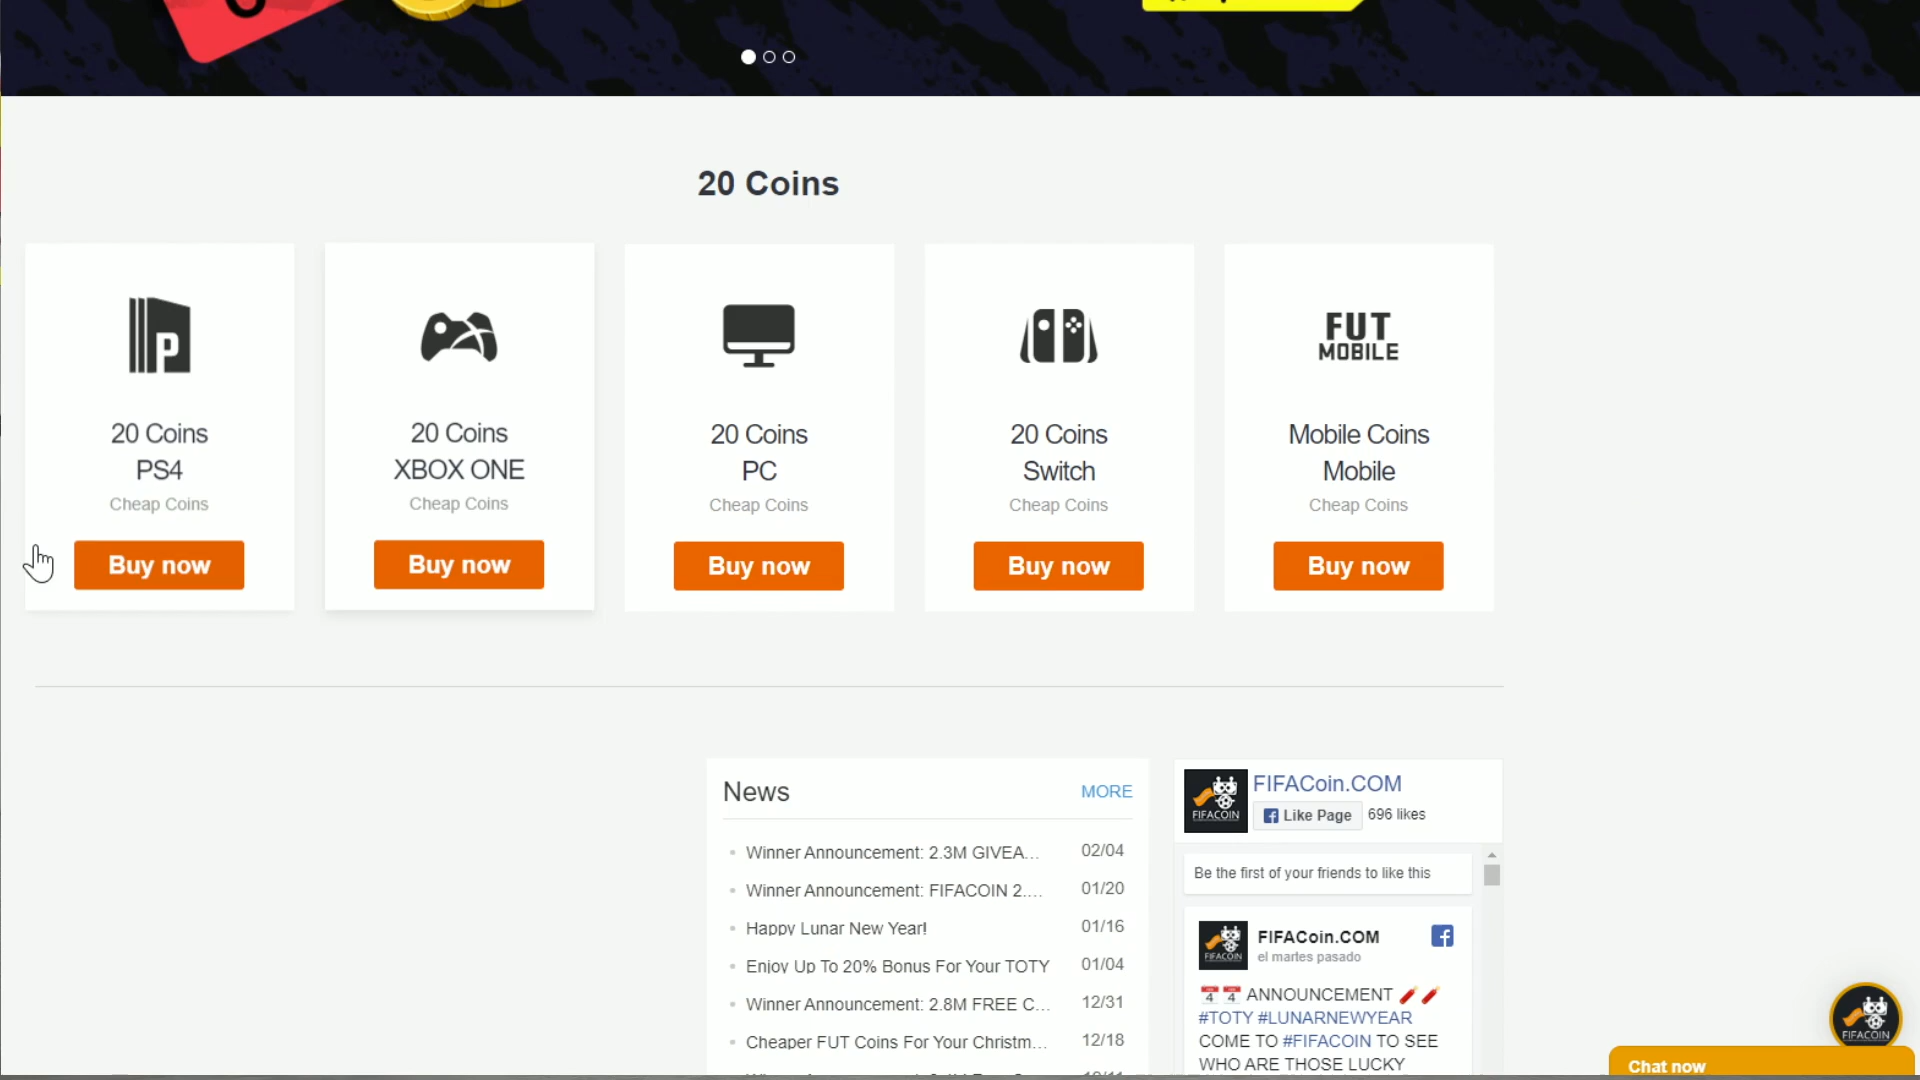 20 Coins
20 Coins
PS4
Cheap Coins
Buy now
20 Coins
XBOX ONE
Cheap Coins
Buy now
20 Coins
PC
Cheap Coins
Buy now
20 Coins
Switch
Cheap Coins
Buy now
FUT
MOBILE
Mobile Coins
Mobile
Cheap Coins
Buy now
News MORE
Winner Announcement: 2.3M GIVEA... 02/04
Winner Announcement: FIFACOIN 2.... 01/20
Happy Lunar New Year! 01/16
Enjoy Up To 20% Bonus For Your TOTY 01/04
Winner Announcement: 2.8M FREE C... 12/31
Cheaper FUT Coins For Your Christm... 12/18
FIFACOIN
FIFACoin.COM
Like Page 696 likes
Be the first of your friends to like this
FIFACOIN
FIFACoin.COM
el martes pasado
ANNOUNCEMENT
#TOTY #LUNARNEWYEAR
COME TO #FIFACOIN TO SEE
WHO ARE THOSE LUCKY
FIFACOIN
Chat now